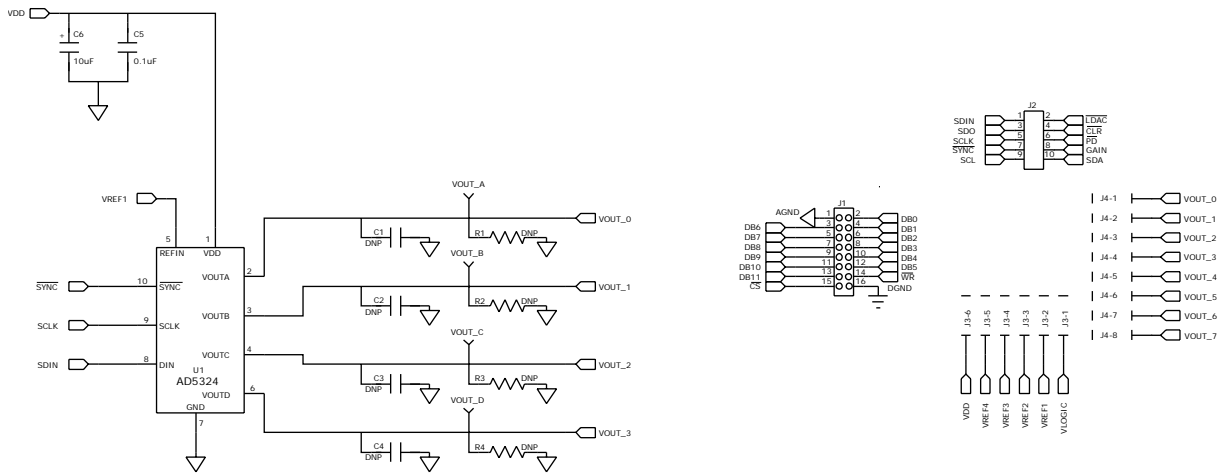 VDD
+
C6
10uF
C5
0.1uF
VREF1
5
1
REFIN
VDD
VOUTA
2
SYNC
10
SYNC
VOUTB
3
SCLK
9
SCLK
VOUTC
4
SDIN
8
DIN
U1
AD5324
VOUTD
6
GND
7
VOUT_A
VOUT_0
C1
DNP
R1
DNP
VOUT_B
VOUT_1
C2
DNP
R2
DNP
VOUT_C
VOUT_2
C3
DNP
R3
DNP
VOUT_D
VOUT_3
C4
DNP
R4
DNP
J1
AGND
1
2
DB0
DB6
3
4
DB1
DB7
5
6
DB2
DB8
7
8
DB3
DB9
9
10
DB4
DB10
11
12
DB5
DB11
13
14
WR
CS
15
16
DGND
J2
SDIN
1
2
LDAC
SDO
3
4
CLR
SCLK
5
6
PD
SYNC
7
8
GAIN
SCL
9
10
SDA
J4-1
VOUT_0
J4-2
VOUT_1
J4-3
VOUT_2
J4-4
VOUT_3
J4-5
VOUT_4
J4-6
VOUT_5
J4-7
VOUT_6
J4-8
VOUT_7
J3-6
J3-5
J3-4
J3-3
J3-2
J3-1
VDD
VREF4
VREF3
VREF2
VREF1
VLOGIC